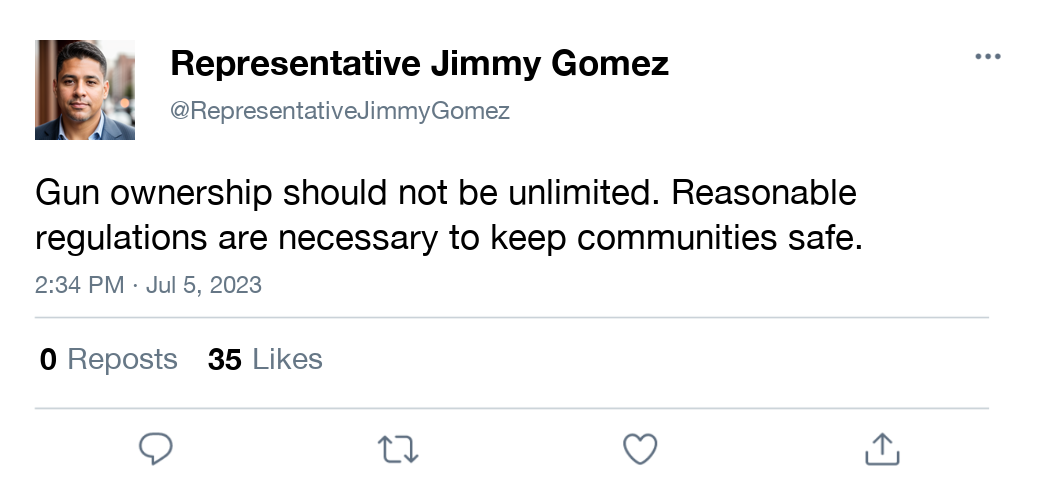 Representative Jimmy Gomez
@RepresentativeJimmyGomez
Gun ownership should not be unlimited. Reasonable
regulations are necessary to keep communities safe.
2:34 PM · Jul 5, 2023
0 Reposts 35 Likes